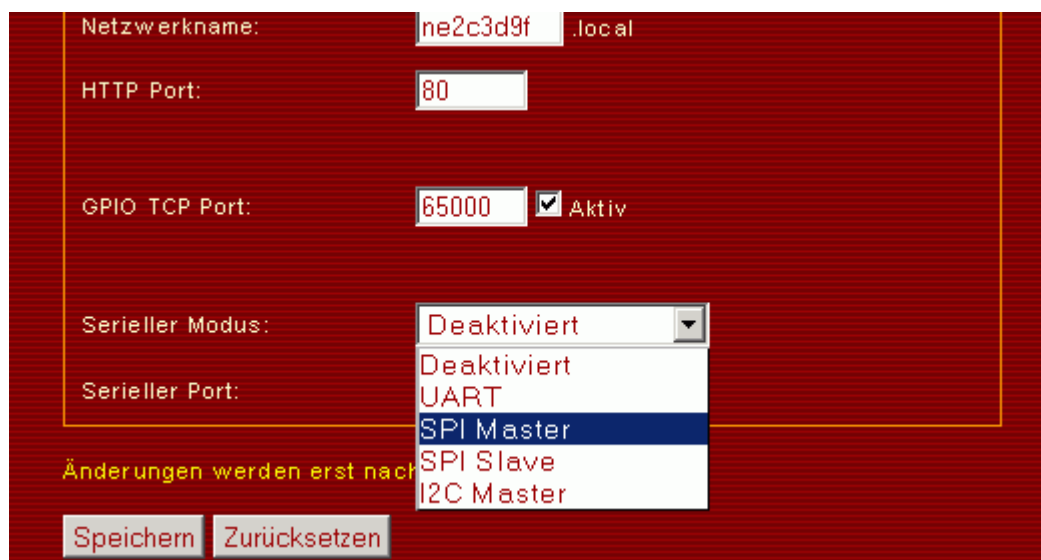 Netzwerkname: ne2c3d9f .local
HTTP Port: 80
GPIO TCP Port: 65000 Aktiv
Serieller Modus: Deaktiviert
Deaktiviert
Serieller Port: UART
SPI Master
Änderungen werden erst nach SPI Slave
I2C Master
Speichern Zurücksetzen